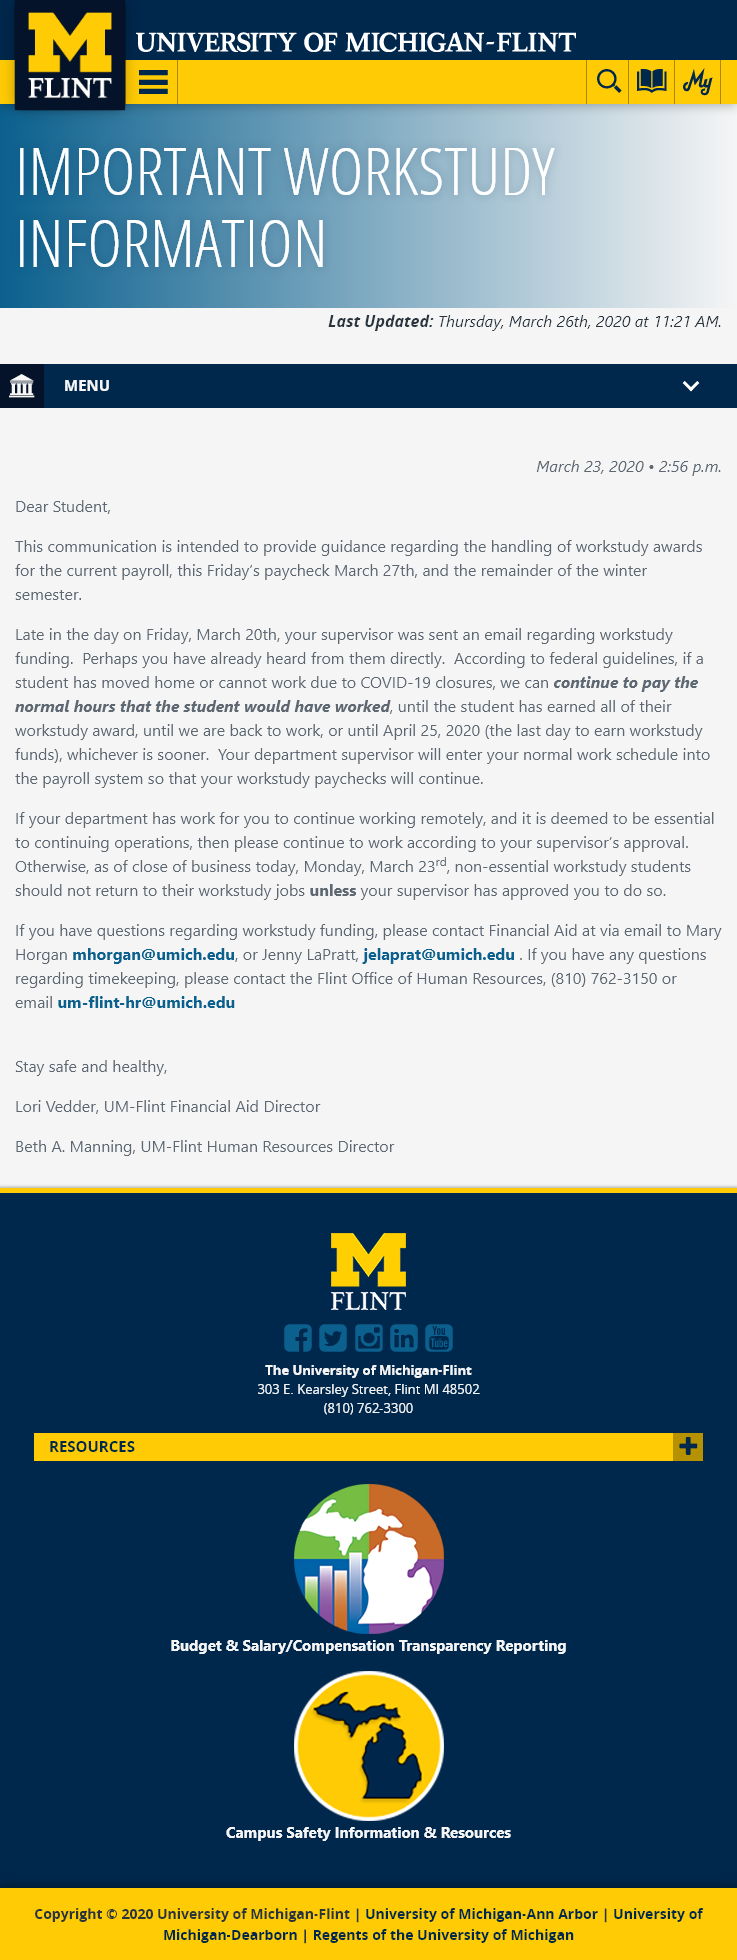 M
FLINT
UNIVERSITY OF MICHIGAN-FLINT
My
IMPORTANT WORKSTUDY
INFORMATION
Last Updated: Thursday, March 26th, 2020 at 11:21 AM.
MENU
March 23, 2020 • 2:56 p.m.
Dear Student,
This communication is intended to provide guidance regarding the handling of workstudy awards
for the current payroll, this Friday's paycheck March 27th, and the remainder of the winter
semester.
Late in the day on Friday, March 20th, your supervisor was sent an email regarding workstudy
funding.  Perhaps you have already heard from them directly.  According to federal guidelines, if a
student has moved home or cannot work due to COVID-19 closures, we can continue to pay the
normal hours that the student would have worked, until the student has earned all of their
workstudy award, until we are back to work, or until April 25, 2020 (the last day to earn workstudy
funds), whichever is sooner.  Your department supervisor will enter your normal work schedule into
the payroll system so that your workstudy paychecks will continue.
If your department has work for you to continue working remotely, and it is deemed to be essential
to continuing operations, then please continue to work according to your supervisor's approval.
Otherwise, as of close of business today, Monday, March 23rd, non-essential workstudy students
should not return to their workstudy jobs unless your supervisor has approved you to do so.
If you have questions regarding workstudy funding, please contact Financial Aid at via email to Mary
Horgan mhorgan@umich.edu, or Jenny LaPratt, jelaprat@umich.edu . If you have any questions
regarding timekeeping, please contact the Flint Office of Human Resources, (810) 762-3150 or
email um-flint-hr@umich.edu
Stay safe and healthy,
Lori Vedder, UM-Flint Financial Aid Director
Beth A. Manning, UM-Flint Human Resources Director
M
FLINT
You
Tube
The University of Michigan-Flint
303 E. Kearsley Street, Flint MI 48502
(810) 762-3300
RESOURCES
Budget & Salary/Compensation Transparency Reporting
Campus Safety Information & Resources
Copyright © 2020 University of Michigan-Flint | University of Michigan-Ann Arbor | University of
Michigan-Dearborn | Regents of the University of Michigan